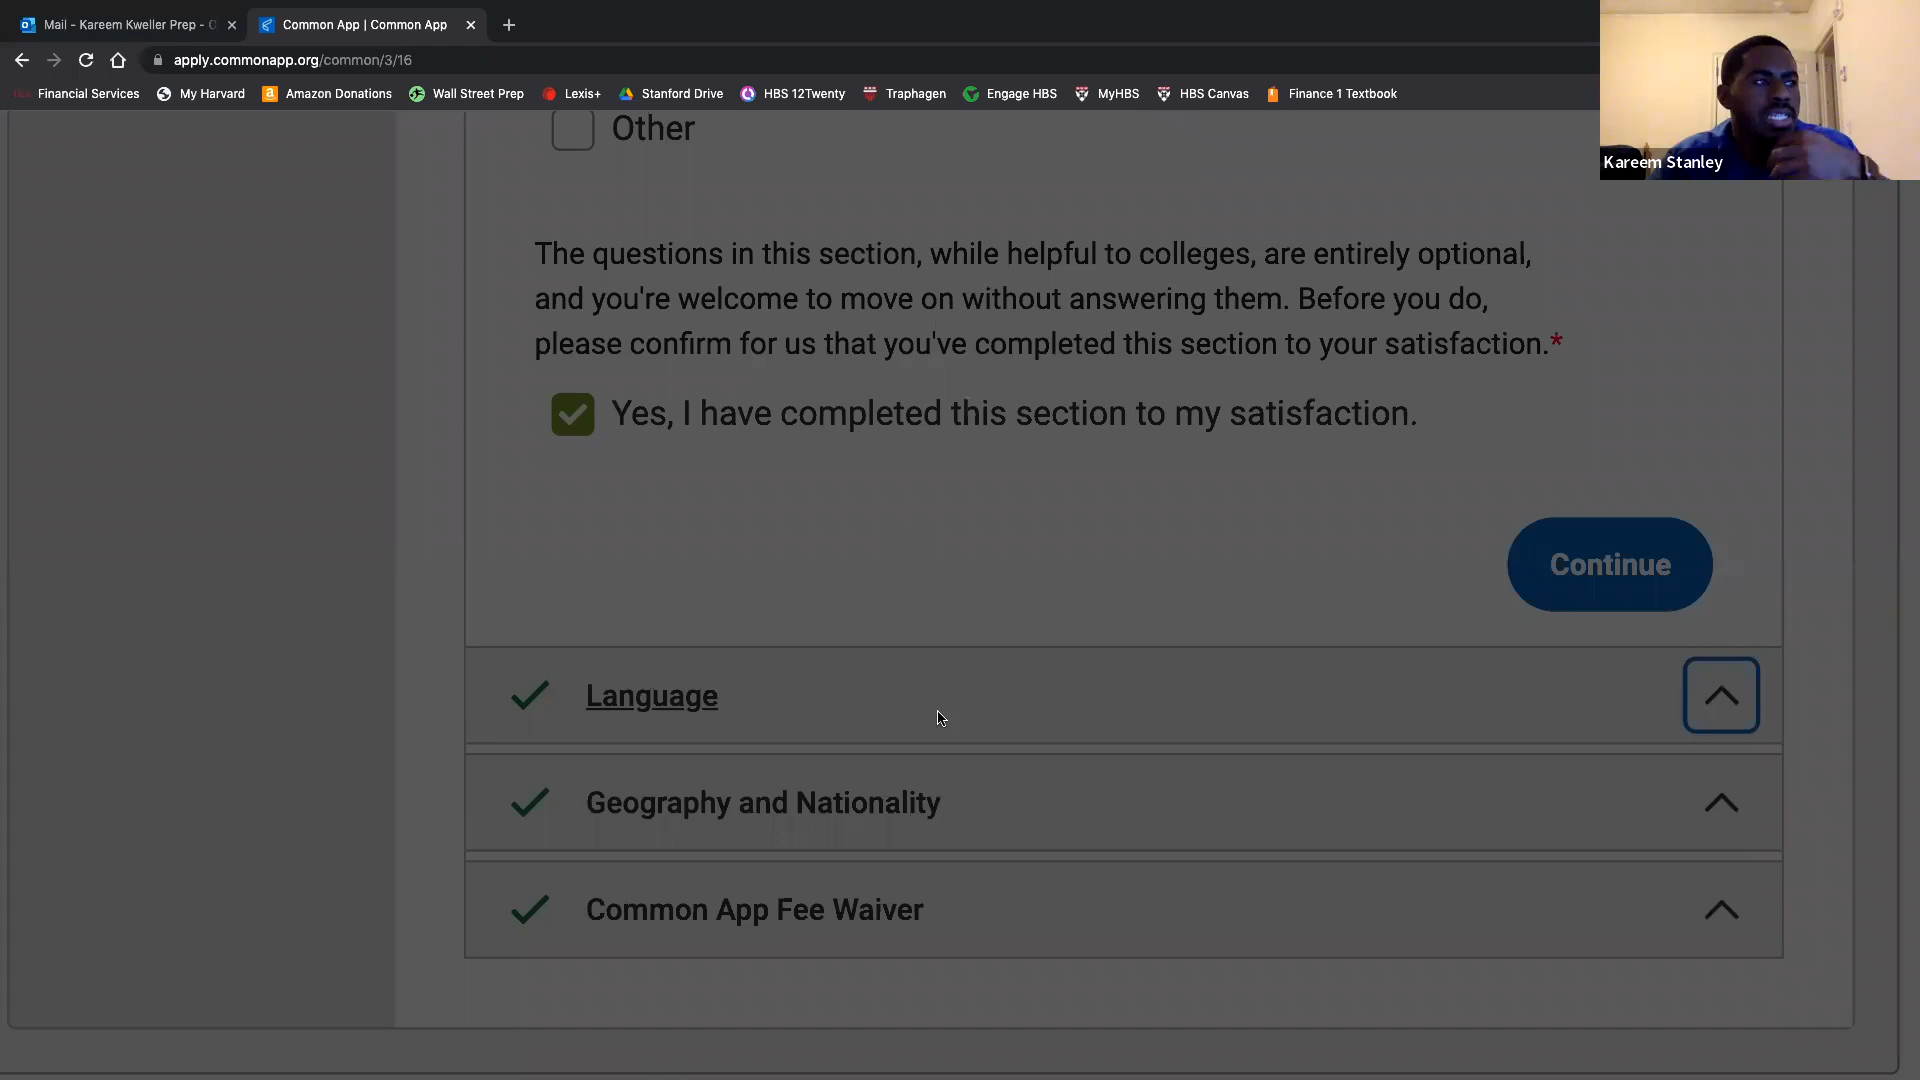 Mail - Kareem Kweller Prep -
Common App | Common App
apply.commonapp.org/common/3/16
Financial Services
My Harvard
Amazon Donations
Wall Street Prep
Lexis+
Stanford Drive
HBS 12Twenty
Traphagen
Engage HBS
MyHBS
HBS Canvas
Finance 1 Textbook
Kareem Stanley
Other
The questions in this section, while helpful to colleges, are entirely optional,
and you're welcome to move on without answering them. Before you do,
please confirm for us that you've completed this section to your satisfaction.*
Yes, I have completed this section to my satisfaction.
Continue
Language
Geography and Nationality
Common App Fee Waiver